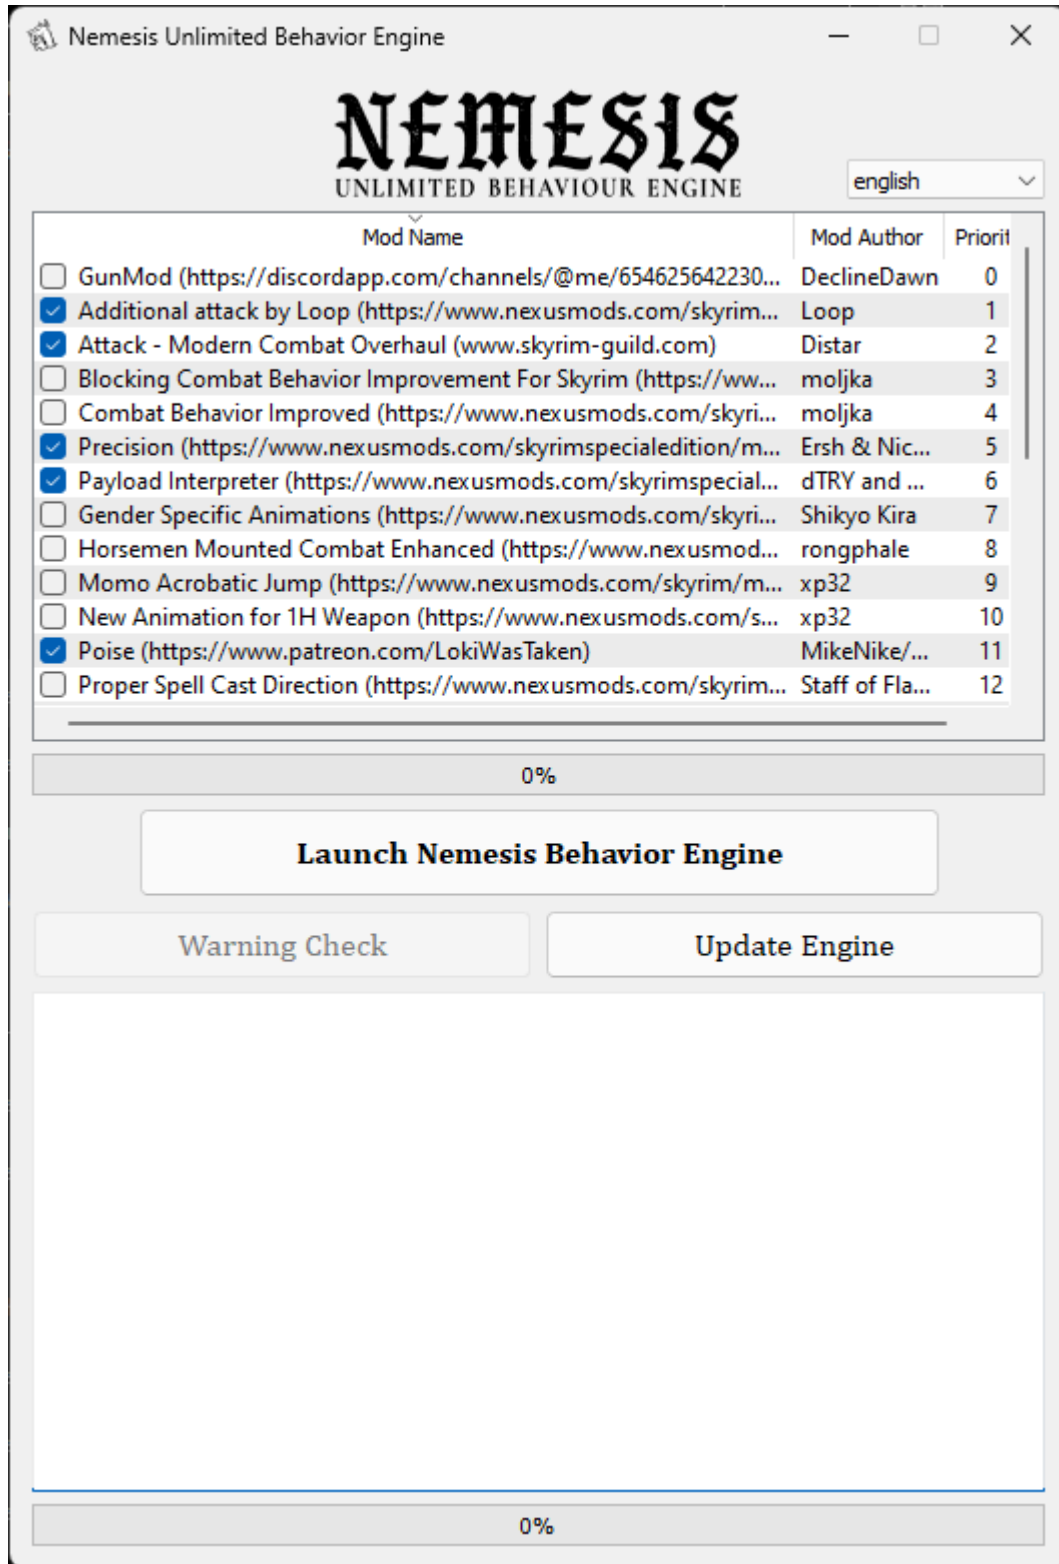 Nemesis Unlimited Behavior Engine
NEMESIS
UNLIMITED BEHAVIOUR ENGINE
english
Mod Name Mod Author Priorit
GunMod (https://discordapp.com/channels/@me/654625642230... DeclineDawn 0
Additional attack by Loop (https://www.nexusmods.com/skyrim... Loop 1
Attack - Modern Combat Overhaul (www.skyrim-guild.com) Distar 2
Blocking Combat Behavior Improvement For Skyrim (https://ww... moljka 3
Combat Behavior Improved (https://www.nexusmods.com/skyri... moljka 4
Precision (https://www.nexusmods.com/skyrimspecialedition/m... Ersh & Nic... 5
Payload Interpreter (https://www.nexusmods.com/skyrimspecial... dTRY and ... 6
Gender Specific Animations (https://www.nexusmods.com/skyri... Shikyo Kira 7
Horsemen Mounted Combat Enhanced (https://www.nexusmod... rongphale 8
Momo Acrobatic Jump (https://www.nexusmods.com/skyrim/m... xp32 9
New Animation for 1H Weapon (https://www.nexusmods.com/s... xp32 10
Poise (https://www.patreon.com/LokiWasTaken) MikeNike/... 11
Proper Spell Cast Direction (https://www.nexusmods.com/skyrim... Staff of Fla... 12
0%
Launch Nemesis Behavior Engine
Warning Check Update Engine
0%